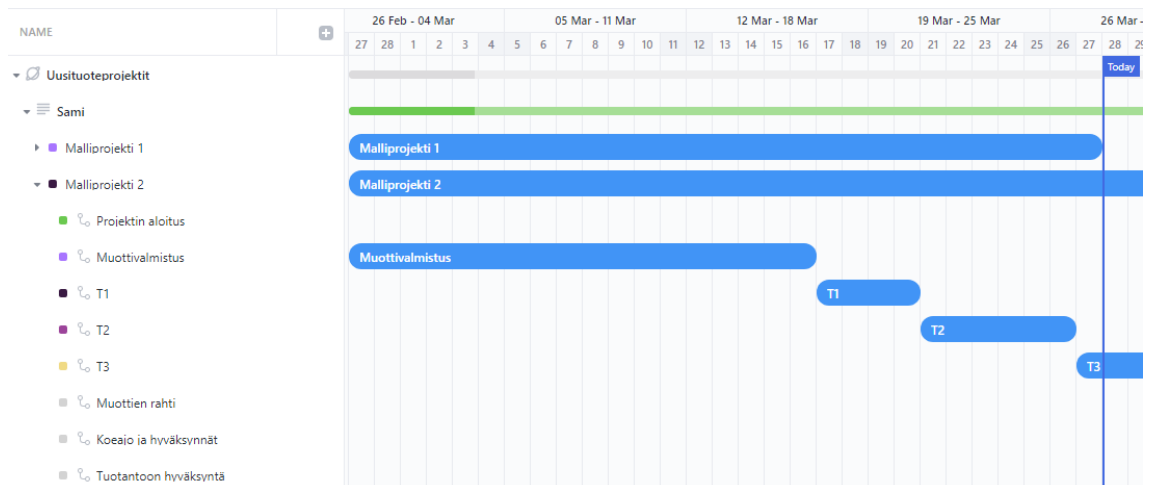 NAME
26 Feb - 04 Mar 05 Mar - 11 Mar 12 Mar - 18 Mar 19 Mar - 25 Mar 26 Mar -
27 28 1 2 3 4 5 6 7 8 9 10 11 12 13 14 15 16 17 18 19 20 21 22 23 24 25 26 27 28 29
Today
Uusituoteprojektit
Sami
Malliprojekti 1 Malliprojekti 1
Malliprojekti 2 Malliprojekti 2
Projektin aloitus
Muottivalmistus Muottivalmistus
T1 T1
T2 T2
T3 T3
Muottien rahti
Koeajo ja hyväksynnät
Tuotantoon hyväksyntä